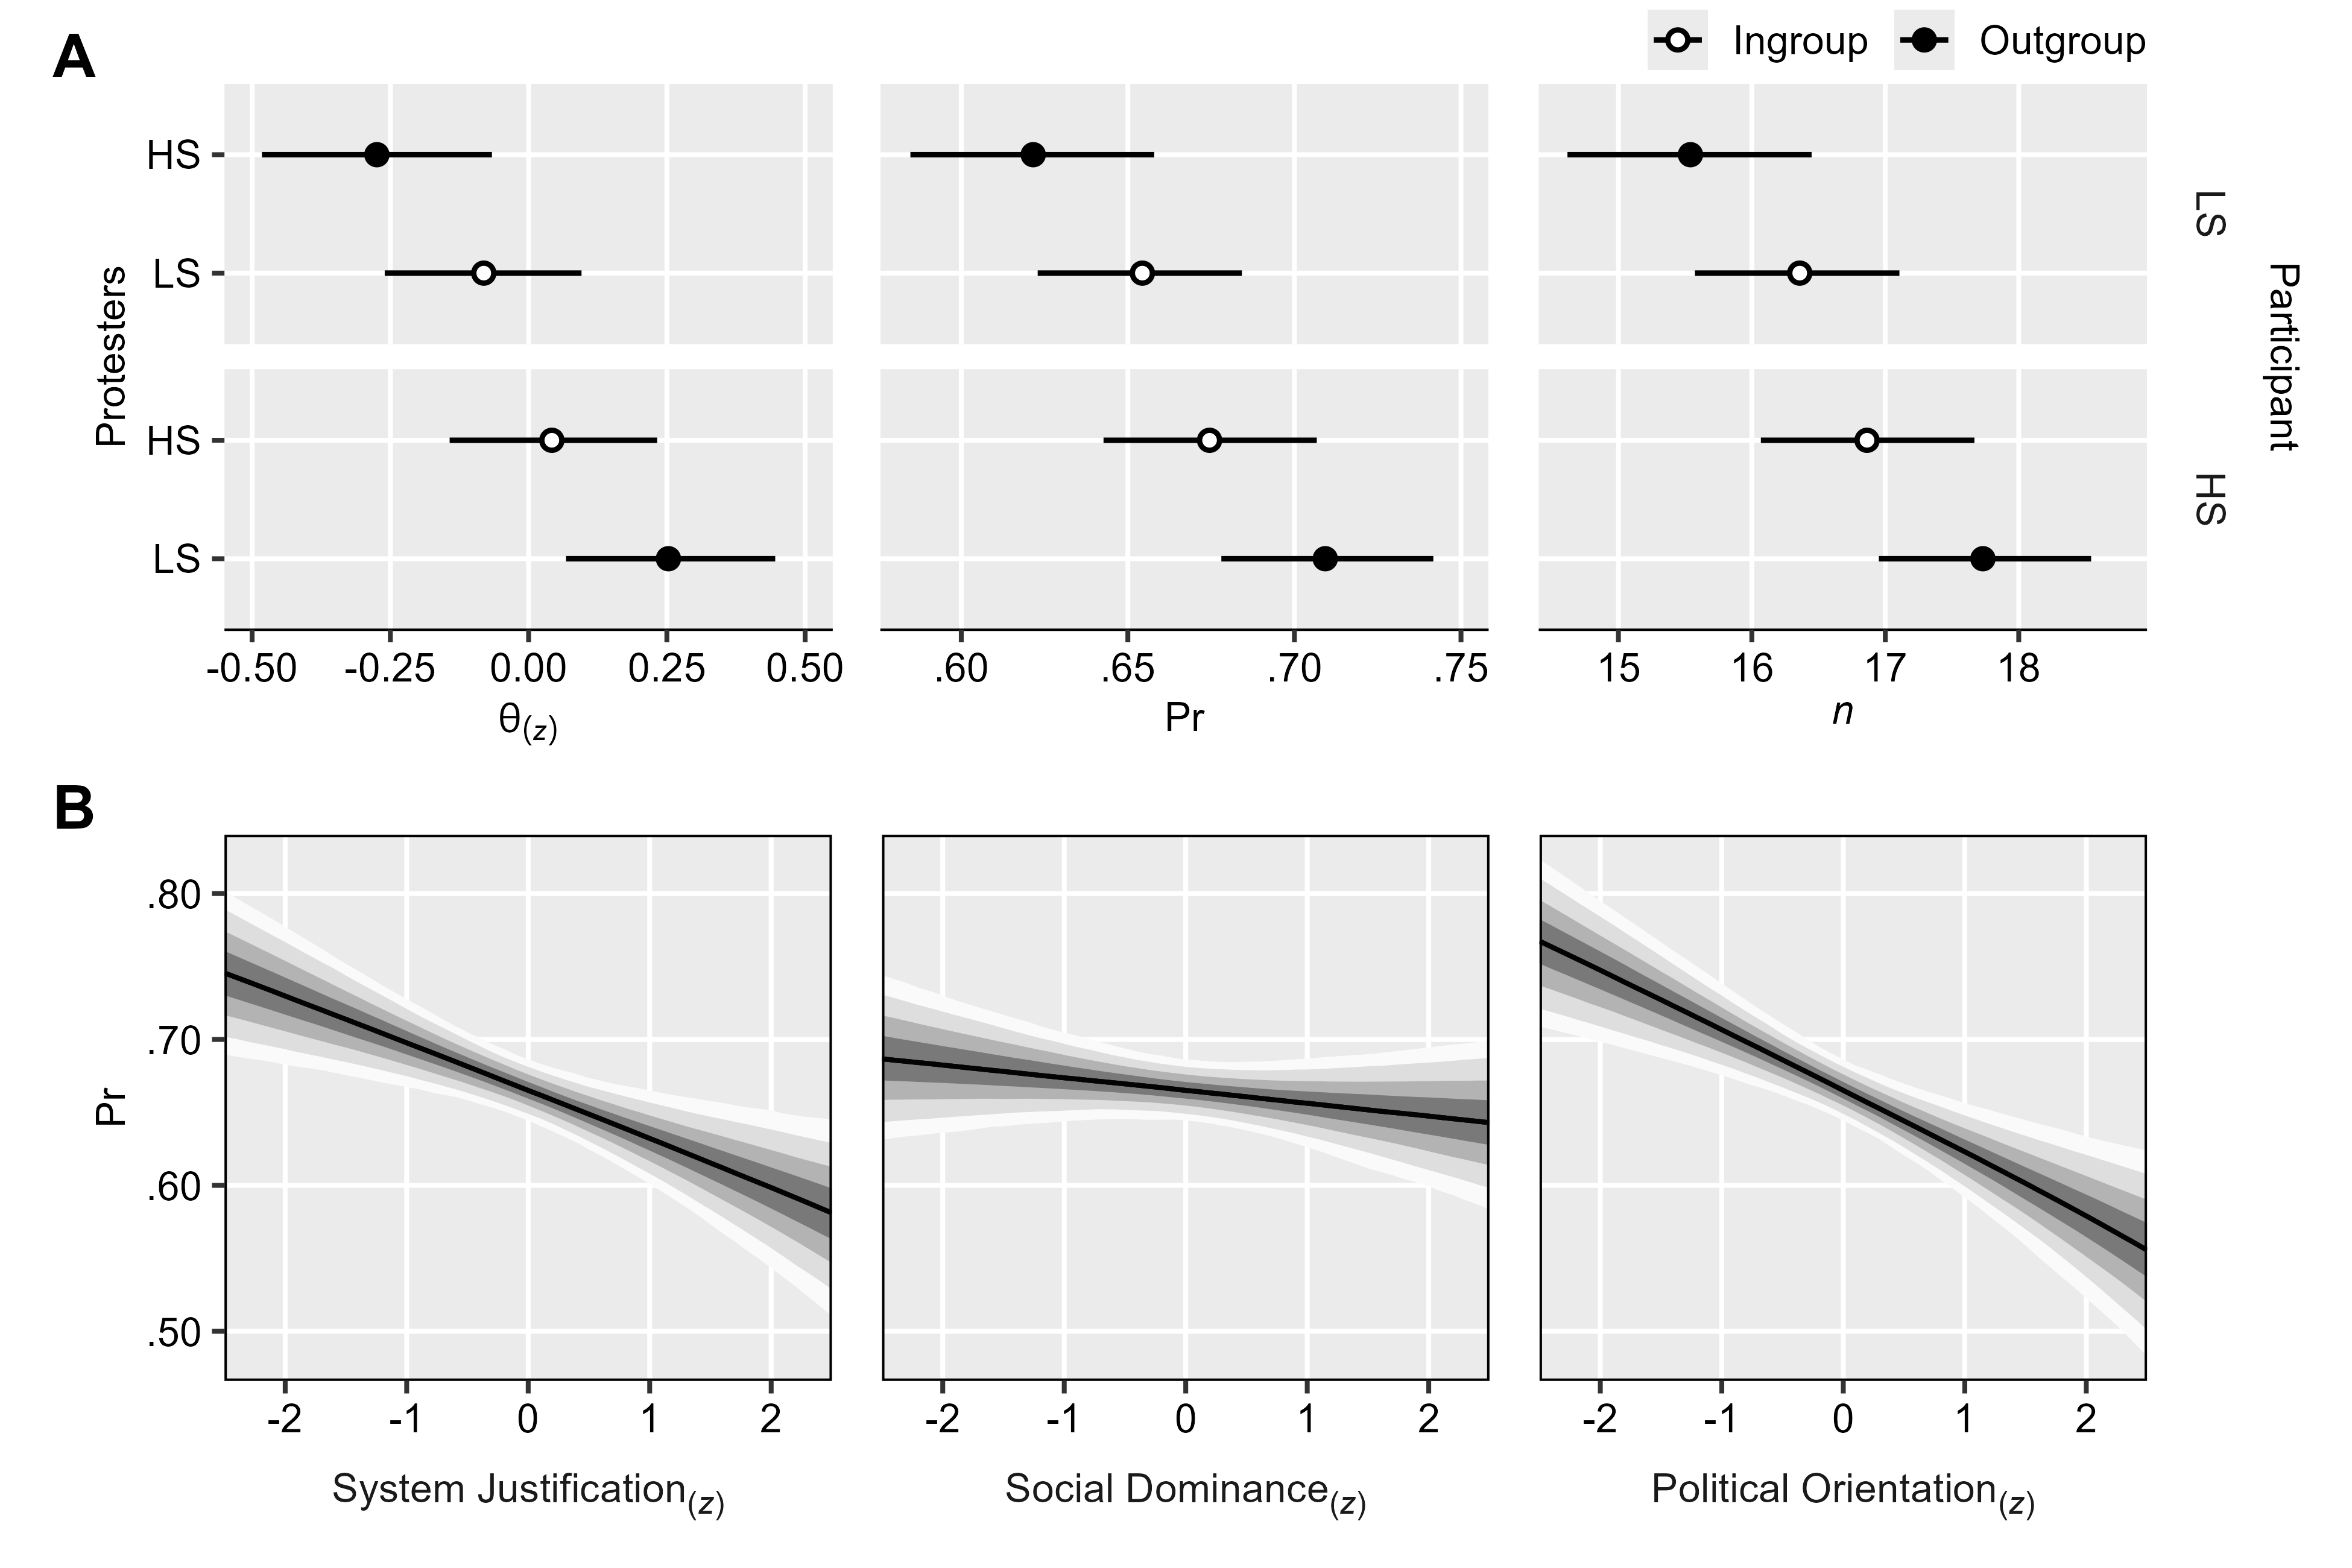 A
Ingroup Outgroup
HS
LS
HS
LS
Protesters
LS
HS
Participant
-0.50 -0.25 0.00 0.25 0.50
.60 .65 .70 .75
15 16 17 18
θ(z)
Pr
n
B
.80
.70
.60
.50
Pr
-2 -1 0 1 2
-2 -1 0 1 2
-2 -1 0 1 2
System Justification(z)
Social Dominance(z)
Political Orientation(z)